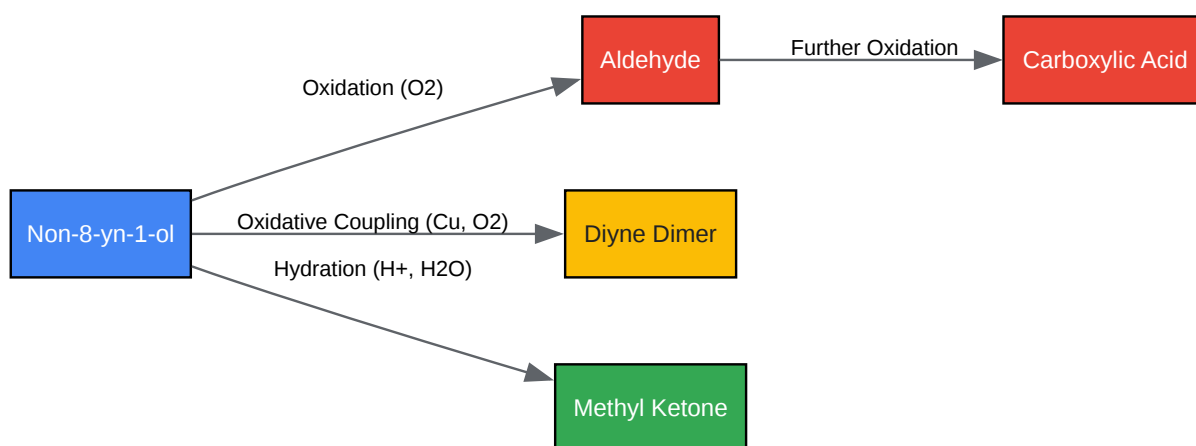 Aldehyde
Further Oxidation
Carboxylic Acid
Oxidation (O2)
Non-8-yn-1-ol
Oxidative Coupling (Cu, O2)
Diyne Dimer
Hydration (H+, H2O)
Methyl Ketone